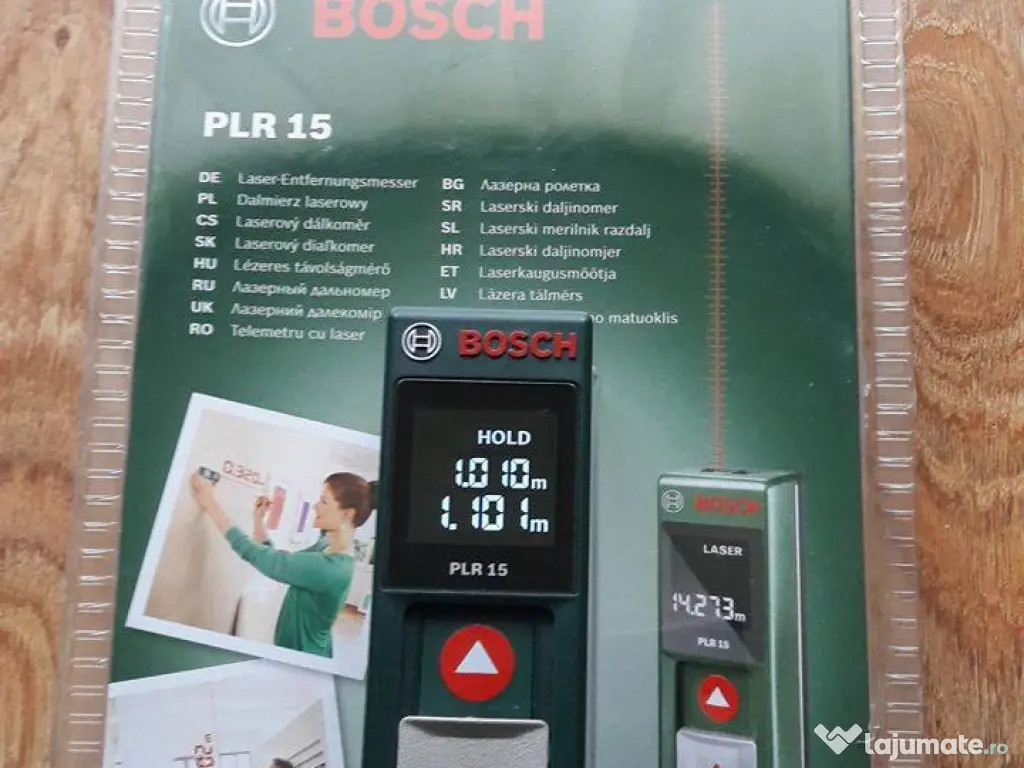 BOSCH
PLR 15
DE Laser-Entfernungsmesser
PL Dalmierz laserowy
CS Laserový dálkoměr
SK Laserový diaľkomer
HU Lézeres távolságmérő
RU Лазерный дальномер
UK Лазерний далекомір
RO Telemetru cu laser
BG Лазерна ролетка
SR Laserski daljinomer
SL Laserski merilnik razdalj
HR Laserski daljinomjer
ET Laserkaugusmõõtja
LV Lāzera tālmērs
matuoklis
BOSCH
HOLD
1.010m
1.101m
PLR 15
0.320
BOSCH
LASER
14.273m
PLR 15
lajumate.ro